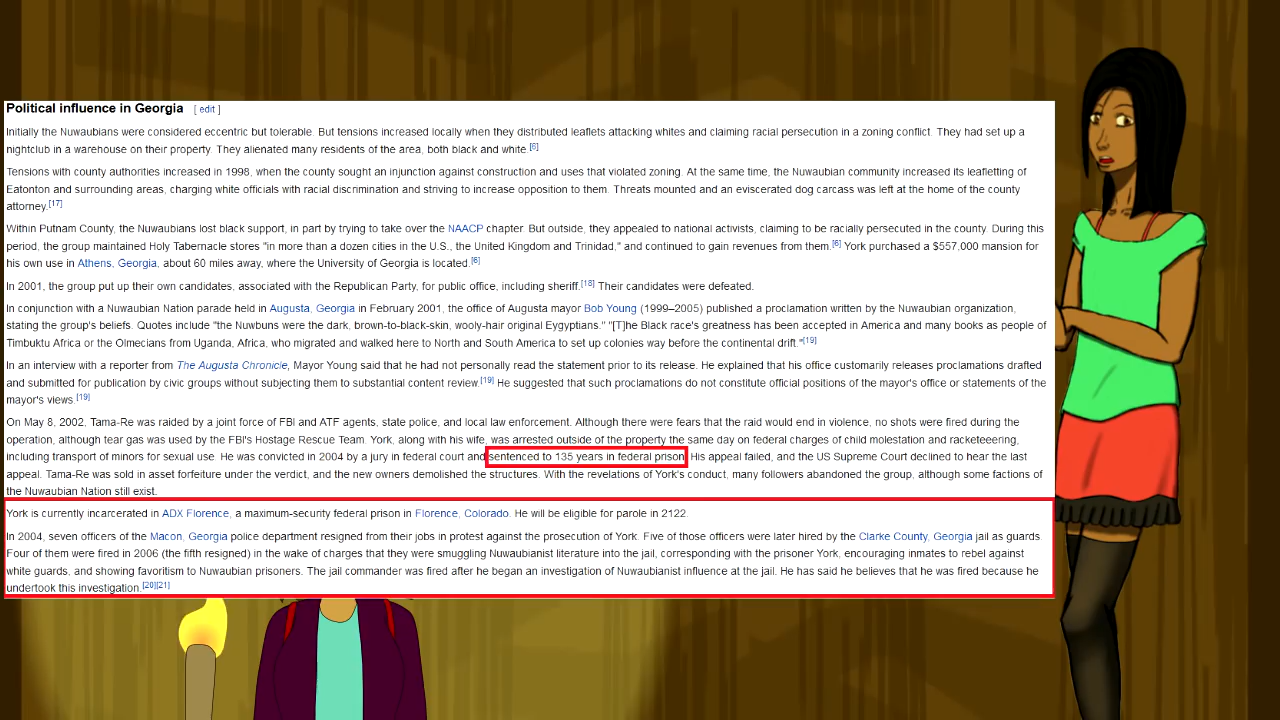 Political influence in Georgia [ edit ]
Initially the Nuwaubians were considered eccentric but tolerable. But tensions increased locally when they distributed leaflets attacking whites and claiming racial persecution in a zoning conflict. They had set up a
nightclub in a warehouse on their property. They alienated many residents of the area, both black and white.[6]
Tensions with county authorities increased in 1998, when the county sought an injunction against construction and uses that violated zoning. At the same time, the Nuwaubian community increased its leafletting of
Eatonton and surrounding areas, charging white officials with racial discrimination and striving to increase opposition to them. Threats mounted and an eviscerated dog carcass was left at the home of the county
attorney.[17]
Within Putnam County, the Nuwaubians lost black support, in part by trying to take over the NAACP chapter. But outside, they appealed to national activists, claiming to be racially persecuted in the county. During this
period, the group maintained Holy Tabernacle stores "in more than a dozen cities in the U.S., the United Kingdom and Trinidad," and continued to gain revenues from them.[6] York purchased a $557,000 mansion for
his own use in Athens, Georgia, about 60 miles away, where the University of Georgia is located.[6]
In 2001, the group put up their own candidates, associated with the Republican Party, for public office, including sheriff.[18] Their candidates were defeated.
In conjunction with a Nuwaubian Nation parade held in Augusta, Georgia in February 2001, the office of Augusta mayor Bob Young (1999–2005) published a proclamation written by the Nuwaubian organization,
stating the group's beliefs. Quotes include "the Nuwbuns were the dark, brown-to-black-skin, wooly-hair original Eygyptians." "[T]he Black race's greatness has been accepted in America and many books as people of
Timbuktu Africa or the Olmecians from Uganda, Africa, who migrated and walked here to North and South America to set up colonies way before the continental drift."[19]
In an interview with a reporter from The Augusta Chronicle, Mayor Young said that he had not personally read the statement prior to its release. He explained that his office customarily releases proclamations drafted
and submitted for publication by civic groups without subjecting them to substantial content review.[19] He suggested that such proclamations do not constitute official positions of the mayor's office or statements of the
mayor's views.[19]
On May 8, 2002, Tama-Re was raided by a joint force of FBI and ATF agents, state police, and local law enforcement. Although there were fears that the raid would end in violence, no shots were fired during the
operation, although tear gas was used by the FBI's Hostage Rescue Team. York, along with his wife, was arrested outside of the property the same day on federal charges of child molestation and racketeeering,
including transport of minors for sexual use. He was convicted in 2004 by a jury in federal court and sentenced to 135 years in federal prison. His appeal failed, and the US Supreme Court declined to hear the last
appeal. Tama-Re was sold in asset forfeiture under the verdict, and the new owners demolished the structures. With the revelations of York's conduct, many followers abandoned the group, although some factions of
the Nuwaubian Nation still exist.
York is currently incarcerated in ADX Florence, a maximum-security federal prison in Florence, Colorado. He will be eligible for parole in 2122.
In 2004, seven officers of the Macon, Georgia police department resigned from their jobs in protest against the prosecution of York. Five of those officers were later hired by the Clarke County, Georgia jail as guards.
Four of them were fired in 2006 (the fifth resigned) in the wake of charges that they were smuggling Nuwaubianist literature into the jail, corresponding with the prisoner York, encouraging inmates to rebel against
white guards, and showing favoritism to Nuwaubian prisoners. The jail commander was fired after he began an investigation of Nuwaubianist influence at the jail. He has said he believes that he was fired because he
undertook this investigation.[20][21]